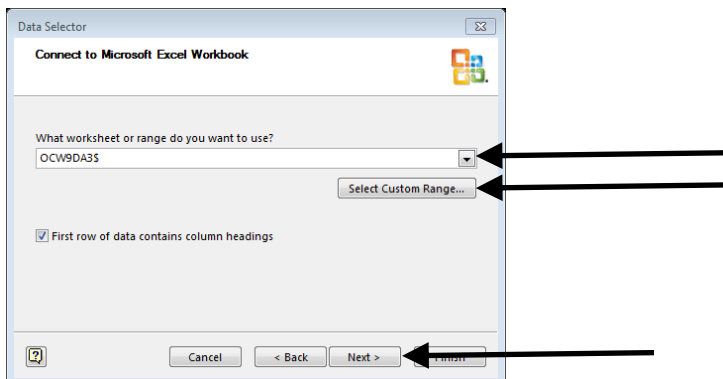 Data Selector
Connect to Microsoft Excel Workbook
What worksheet or range do you want to use?
OCW9DA3$
Select Custom Range...
First row of data contains column headings
Cancel < Back Next > Finish